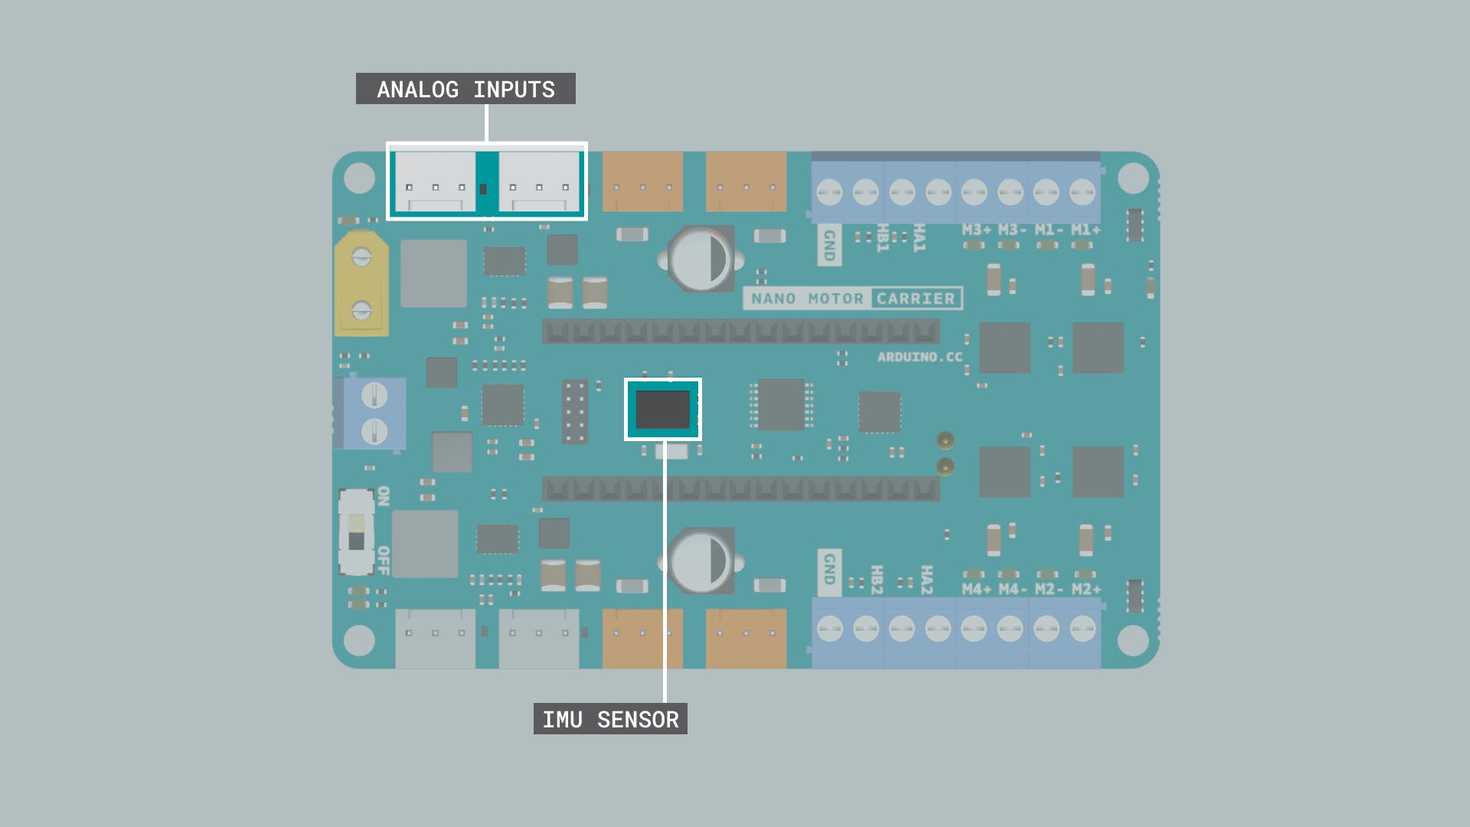 ANALOG INPUTS
GND
HB1
HA1
M3+ M3- M1- M1+
NANO MOTOR CARRIER
ARDUINO.CC
ON
OFF
GND
HB2
HA2
M4+ M4- M2- M2+
IMU SENSOR